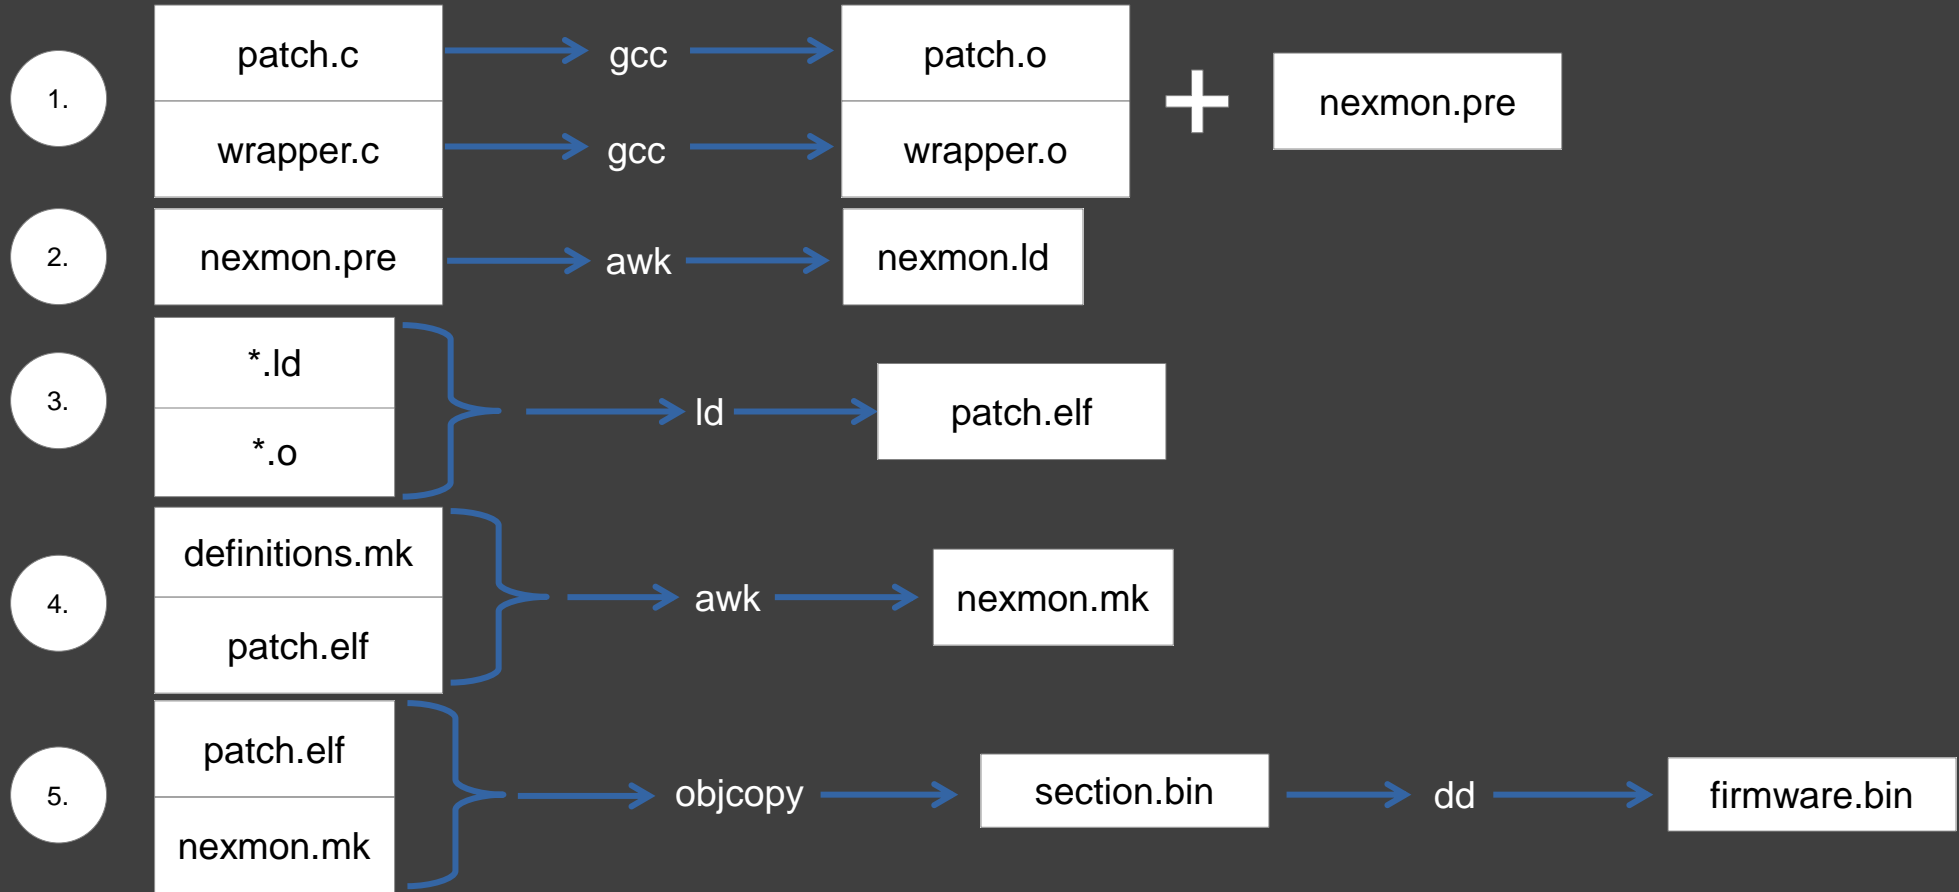 1.
patch.c
gcc
patch.o
+
nexmon.pre
wrapper.c
gcc
wrapper.o
2.
nexmon.pre
awk
nexmon.ld
3.
*.ld
*.o
ld
patch.elf
4.
definitions.mk
patch.elf
awk
nexmon.mk
5.
patch.elf
nexmon.mk
objcopy
section.bin
dd
firmware.bin